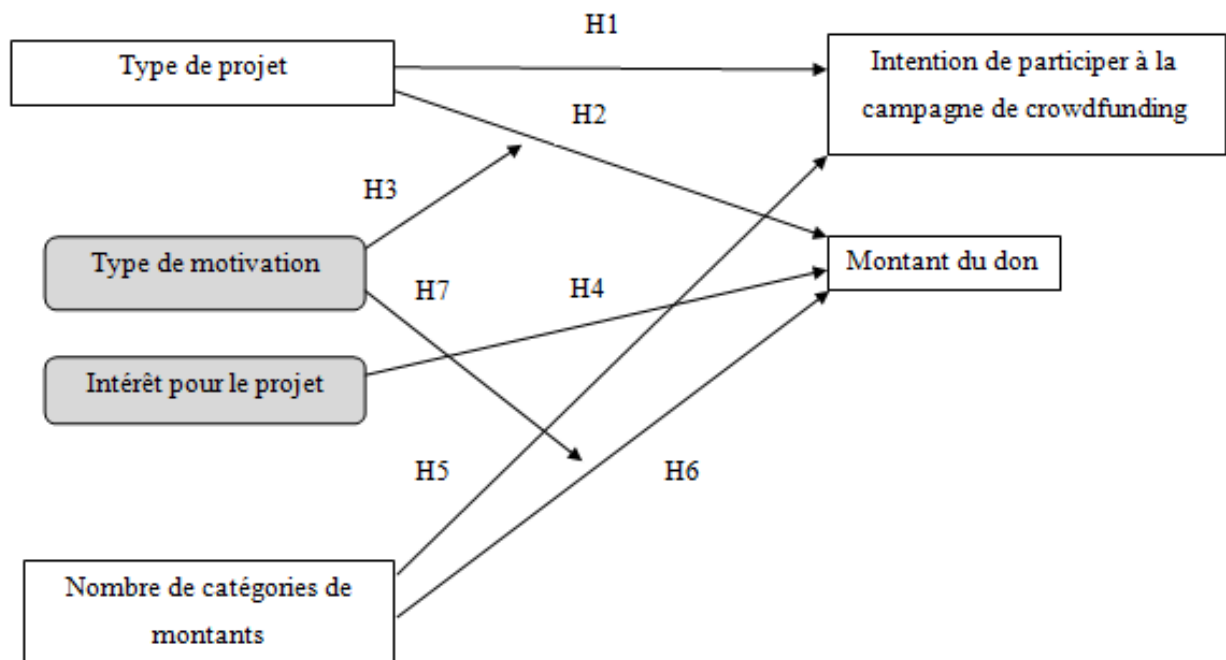 H1
Type de projet
Intention de participer à la
campagne de crowdfunding
H2
H3
Type de motivation
Montant du don
H7
H4
Intérêt pour le projet
H5
H6
Nombre de catégories de
montants